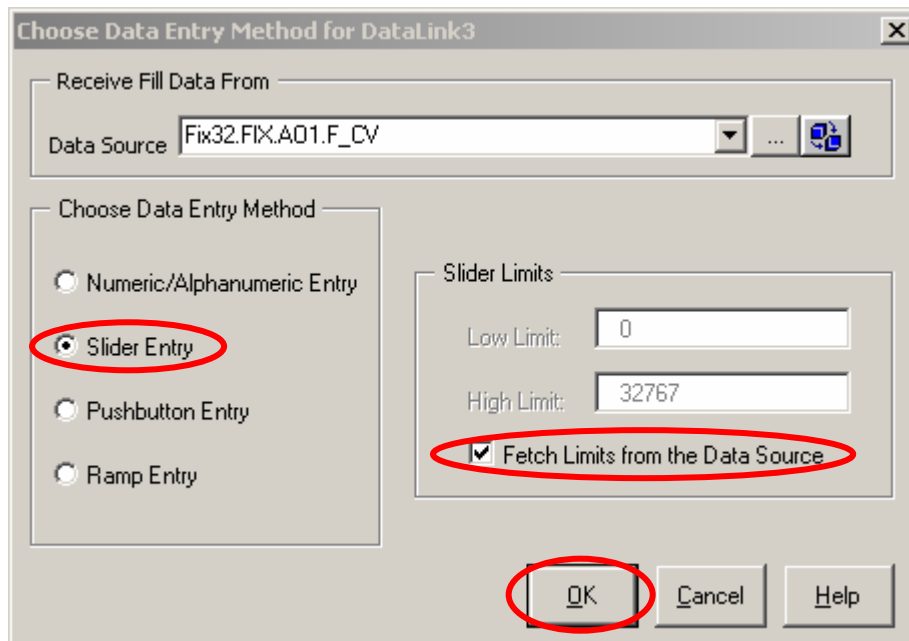 Choose Data Entry Method for DataLink3
Receive Fill Data From
Data Source Fix32.FIX.AO1.F_CV ...
Choose Data Entry Method
Numeric/Alphanumeric Entry
Slider Entry
Pushbutton Entry
Ramp Entry
Slider Limits
Low Limit: 0
High Limit: 32767
Fetch Limits from the Data Source
OK Cancel Help